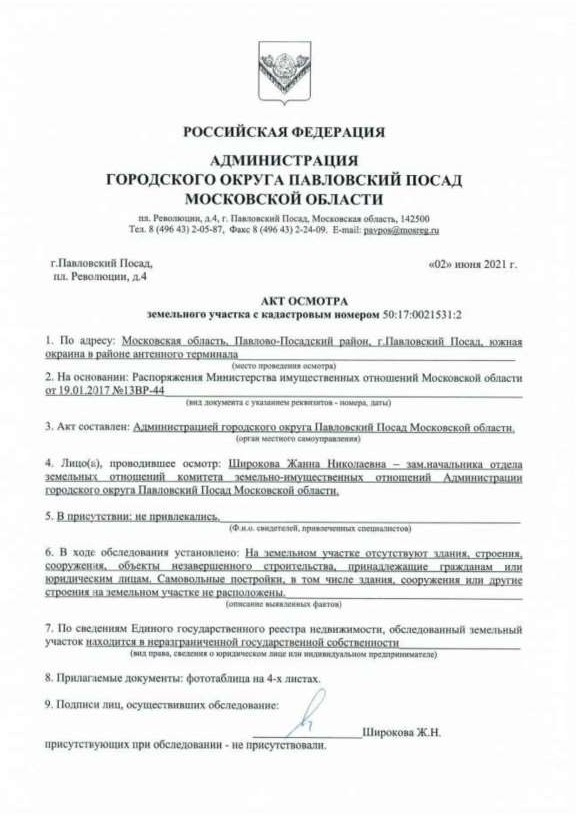 РОССИЙСКАЯ ФЕДЕРАЦИЯ
АДМИНИСТРАЦИЯ
ГОРОДСКОГО ОКРУГА ПАВЛОВСКИЙ ПОСАД
МОСКОВСКОЙ ОБЛАСТИ
пл. Революции, д.4, г. Павловский Посад, Московская область, 142500
Тел. 8 (496 43) 2-05-87, Факс 8 (496 43) 2-24-09. E-mail: pavpos@mosreg.ru
г.Павловский Посад, «02» июня 2021 г.
пл. Революции, д.4
АКТ ОСМОТРА
земельного участка с кадастровым номером 50:17:0021531:2
1. По адресу: Московская область, Павлово-Посадский район, г.Павловский Посад, южная
окраина в районе антенного терминала
(место проведения осмотра)
2. На основании: Распоряжения Министерства имущественных отношений Московской области
от 19.01.2017 №13ВР-44
(вид документа с указанием реквизитов - номера, даты)
3. Акт составлен: Администрацией городского округа Павловский Посад Московской области.
(орган местного самоуправления)
4. Лицо(а), проводившее осмотр: Широкова Жанна Николаевна – зам.начальника отдела
земельных отношений комитета земельно-имущественных отношений Администрации
городского округа Павловский Посад Московской области.
5. В присутствии: не привлекались.
(Ф.и.о. свидетелей, привлеченных специалистов)
6. В ходе обследования установлено: На земельном участке отсутствуют здания, строения,
сооружения, объекты незавершенного строительства, принадлежащие гражданам или
юридическим лицам. Самовольные постройки, в том числе здания, сооружения или другие
строения на земельном участке не расположены.
(описание выявленных фактов)
7. По сведениям Единого государственного реестра недвижимости, обследованный земельный
участок находится в неразграниченной государственной собственности
(вид права, сведения о юридическом лице или индивидуальном предпринимателе)
8. Прилагаемые документы: фототаблица на 4-х листах.
9. Подписи лиц, осуществивших обследование:
Широкова Ж.Н.
присутствующих при обследовании - не присутствовали.